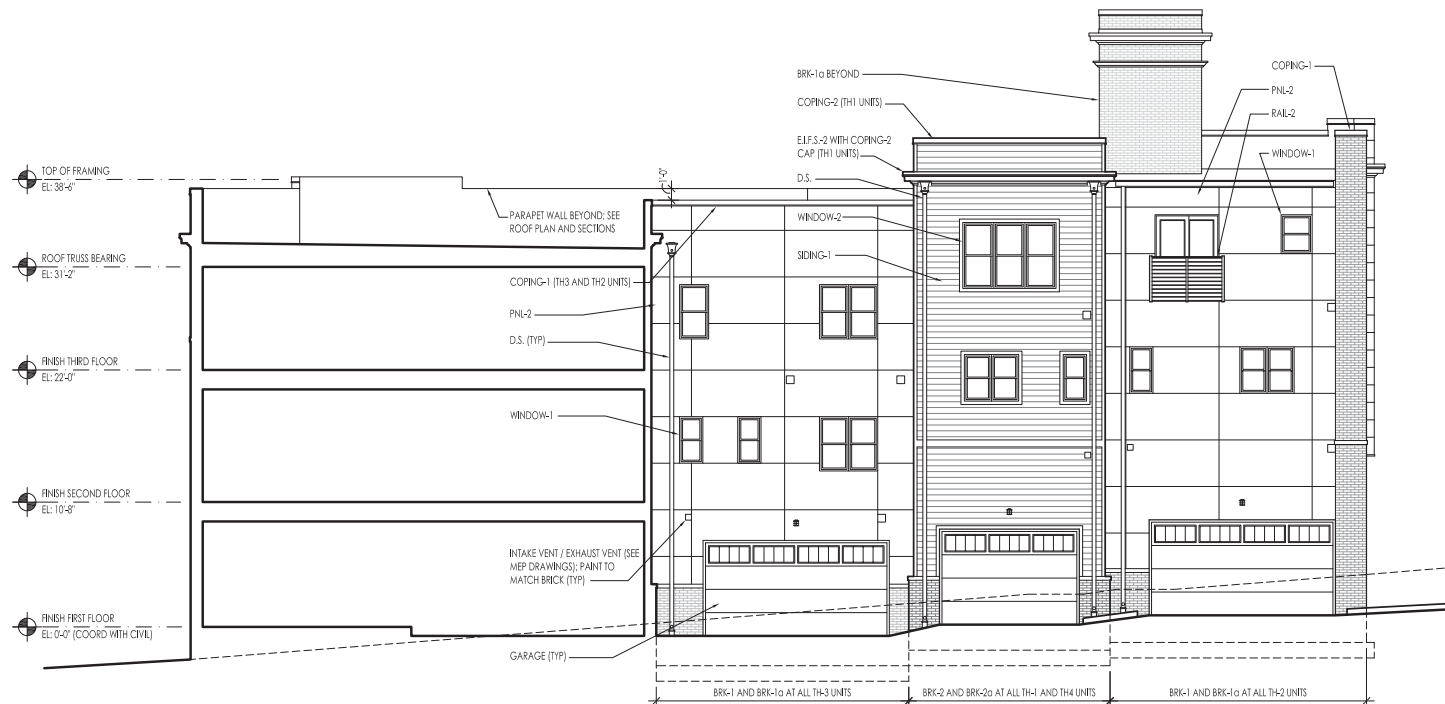 BRK-1a BEYOND
COPING-1
PNL-2
COPING-2 (TH1 UNITS)
RAIL-2
E.I.F.S.-2 WITH COPING-2
CAP (TH1 UNITS)
WINDOW-1
TOP OF FRAMING
EL: 38'-6"
1'-0"
D.S.
PARAPET WALL BEYOND; SEE
ROOF PLAN AND SECTIONS
WINDOW-2
ROOF TRUSS BEARING
EL: 31'-2"
SIDING-1
COPING-1 (TH3 AND TH2 UNITS)
PNL-2
D.S. (TYP)
FINISH THIRD FLOOR
EL: 22'-0"
WINDOW-1
FINISH SECOND FLOOR
EL: 10'-8"
INTAKE VENT / EXHAUST VENT (SEE
MEP DRAWINGS); PAINT TO
MATCH BRICK (TYP)
FINISH FIRST FLOOR
EL: 0'-0" (COORD WITH CIVIL)
GARAGE (TYP)
BRK-1 AND BRK-1a AT ALL TH-3 UNITS
BRK-2 AND BRK-2a AT ALL TH-1 AND TH4 UNITS
BRK-1 AND BRK-1a AT ALL TH-2 UNITS